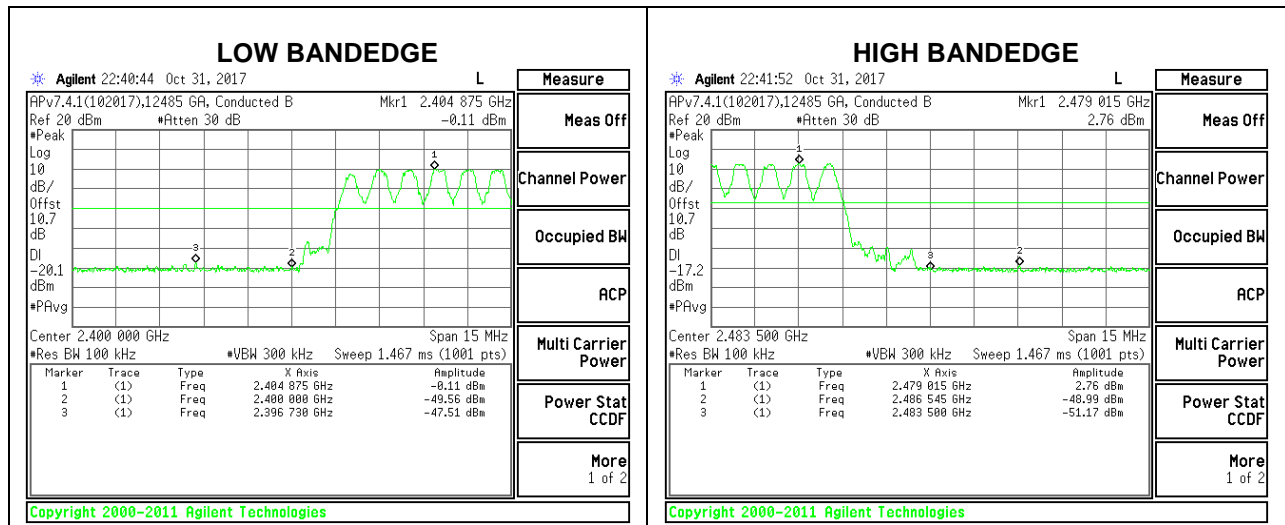 LOW BANDEDGE
Agilent 22:40:44 Oct 31, 2017 L
APv7.4.1(102017),12485 GA, Conducted B Mkr1 2.404 875 GHz
Ref 20 dBm #Atten 30 dB -0.11 dBm
#Peak
Log
10
dB/
Offst
10.7
dB
DI
-20.1
dBm
#PAvg
1
3
2
Center 2.400 000 GHz Span 15 MHz
#Res BW 100 kHz #VBW 300 kHz Sweep 1.467 ms (1001 pts)
Marker Trace Type X Axis Amplitude
1 (1) Freq 2.404 875 GHz -0.11 dBm
2 (1) Freq 2.400 000 GHz -49.56 dBm
3 (1) Freq 2.396 730 GHz -47.51 dBm
Measure
Meas Off
Channel Power
Occupied BW
ACP
Multi Carrier
Power
Power Stat
CCDF
More
1 of 2
Copyright 2000-2011 Agilent Technologies
HIGH BANDEDGE
Agilent 22:41:52 Oct 31, 2017 L
APv7.4.1(102017),12485 GA, Conducted B Mkr1 2.479 015 GHz
Ref 20 dBm #Atten 30 dB 2.76 dBm
#Peak
Log
10
dB/
Offst
10.7
dB
DI
-17.2
dBm
#PAvg
1
3
2
Center 2.483 500 GHz Span 15 MHz
#Res BW 100 kHz #VBW 300 kHz Sweep 1.467 ms (1001 pts)
Marker Trace Type X Axis Amplitude
1 (1) Freq 2.479 015 GHz 2.76 dBm
2 (1) Freq 2.486 545 GHz -48.99 dBm
3 (1) Freq 2.483 500 GHz -51.17 dBm
Measure
Meas Off
Channel Power
Occupied BW
ACP
Multi Carrier
Power
Power Stat
CCDF
More
1 of 2
Copyright 2000-2011 Agilent Technologies